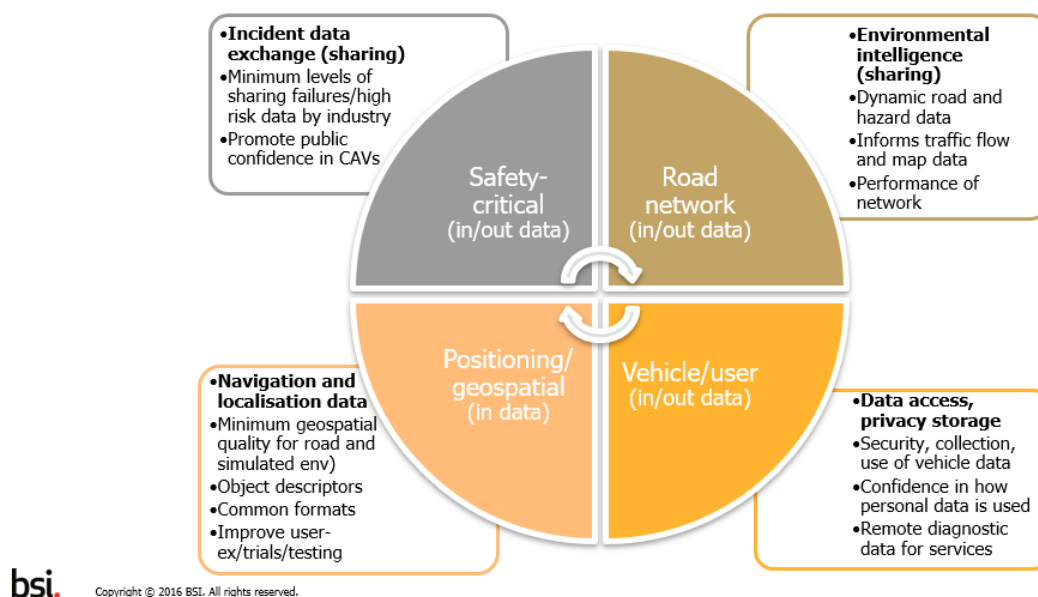 •Incident data
exchange (sharing)
•Minimum levels of
sharing failures/high
risk data by industry
•Promote public
confidence in CAVs
•Environmental
intelligence
(sharing)
•Dynamic road and
hazard data
•Informs traffic flow
and map data
•Performance of
network
Safety-
critical
(in/out data)
Road
network
(in/out data)
Positioning/
geospatial
(in data)
Vehicle/user
(in/out data)
•Navigation and
localisation data
•Minimum geospatial
quality for road and
simulated env)
•Object descriptors
•Common formats
•Improve user-
ex/trials/testing
•Data access,
privacy storage
•Security, collection,
use of vehicle data
•Confidence in how
personal data is used
•Remote diagnostic
data for services
bsi.
Copyright © 2016 BSI. All rights reserved.